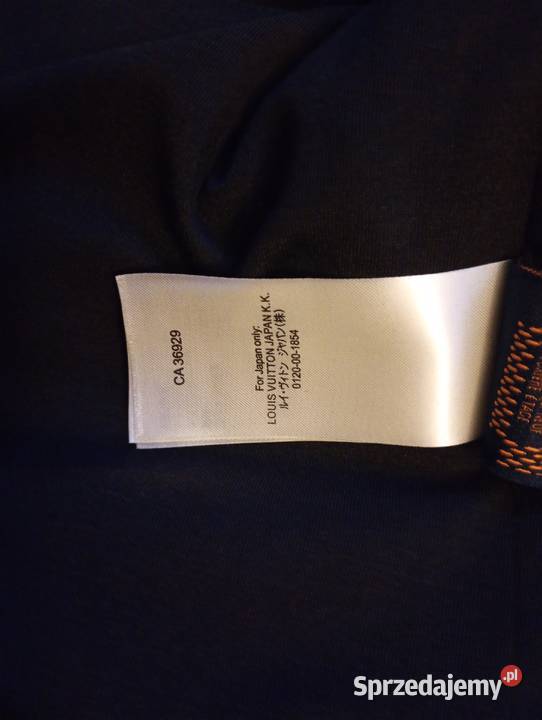 CA 36929
For Japan only:
LOUIS VUITTON JAPAN K.K.
ルイ・ヴィトン ジャパン(株)
0120-00-1854
Sprzedajemy.pl